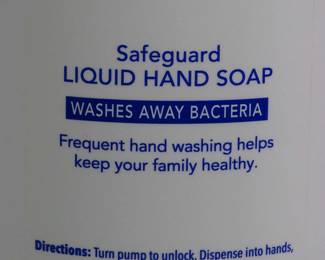 Safeguard
LIQUID HAND SOAP
WASHES AWAY BACTERIA
Frequent hand washing helps
keep your family healthy.
Directions: Turn pump to unlock. Dispense into hands,